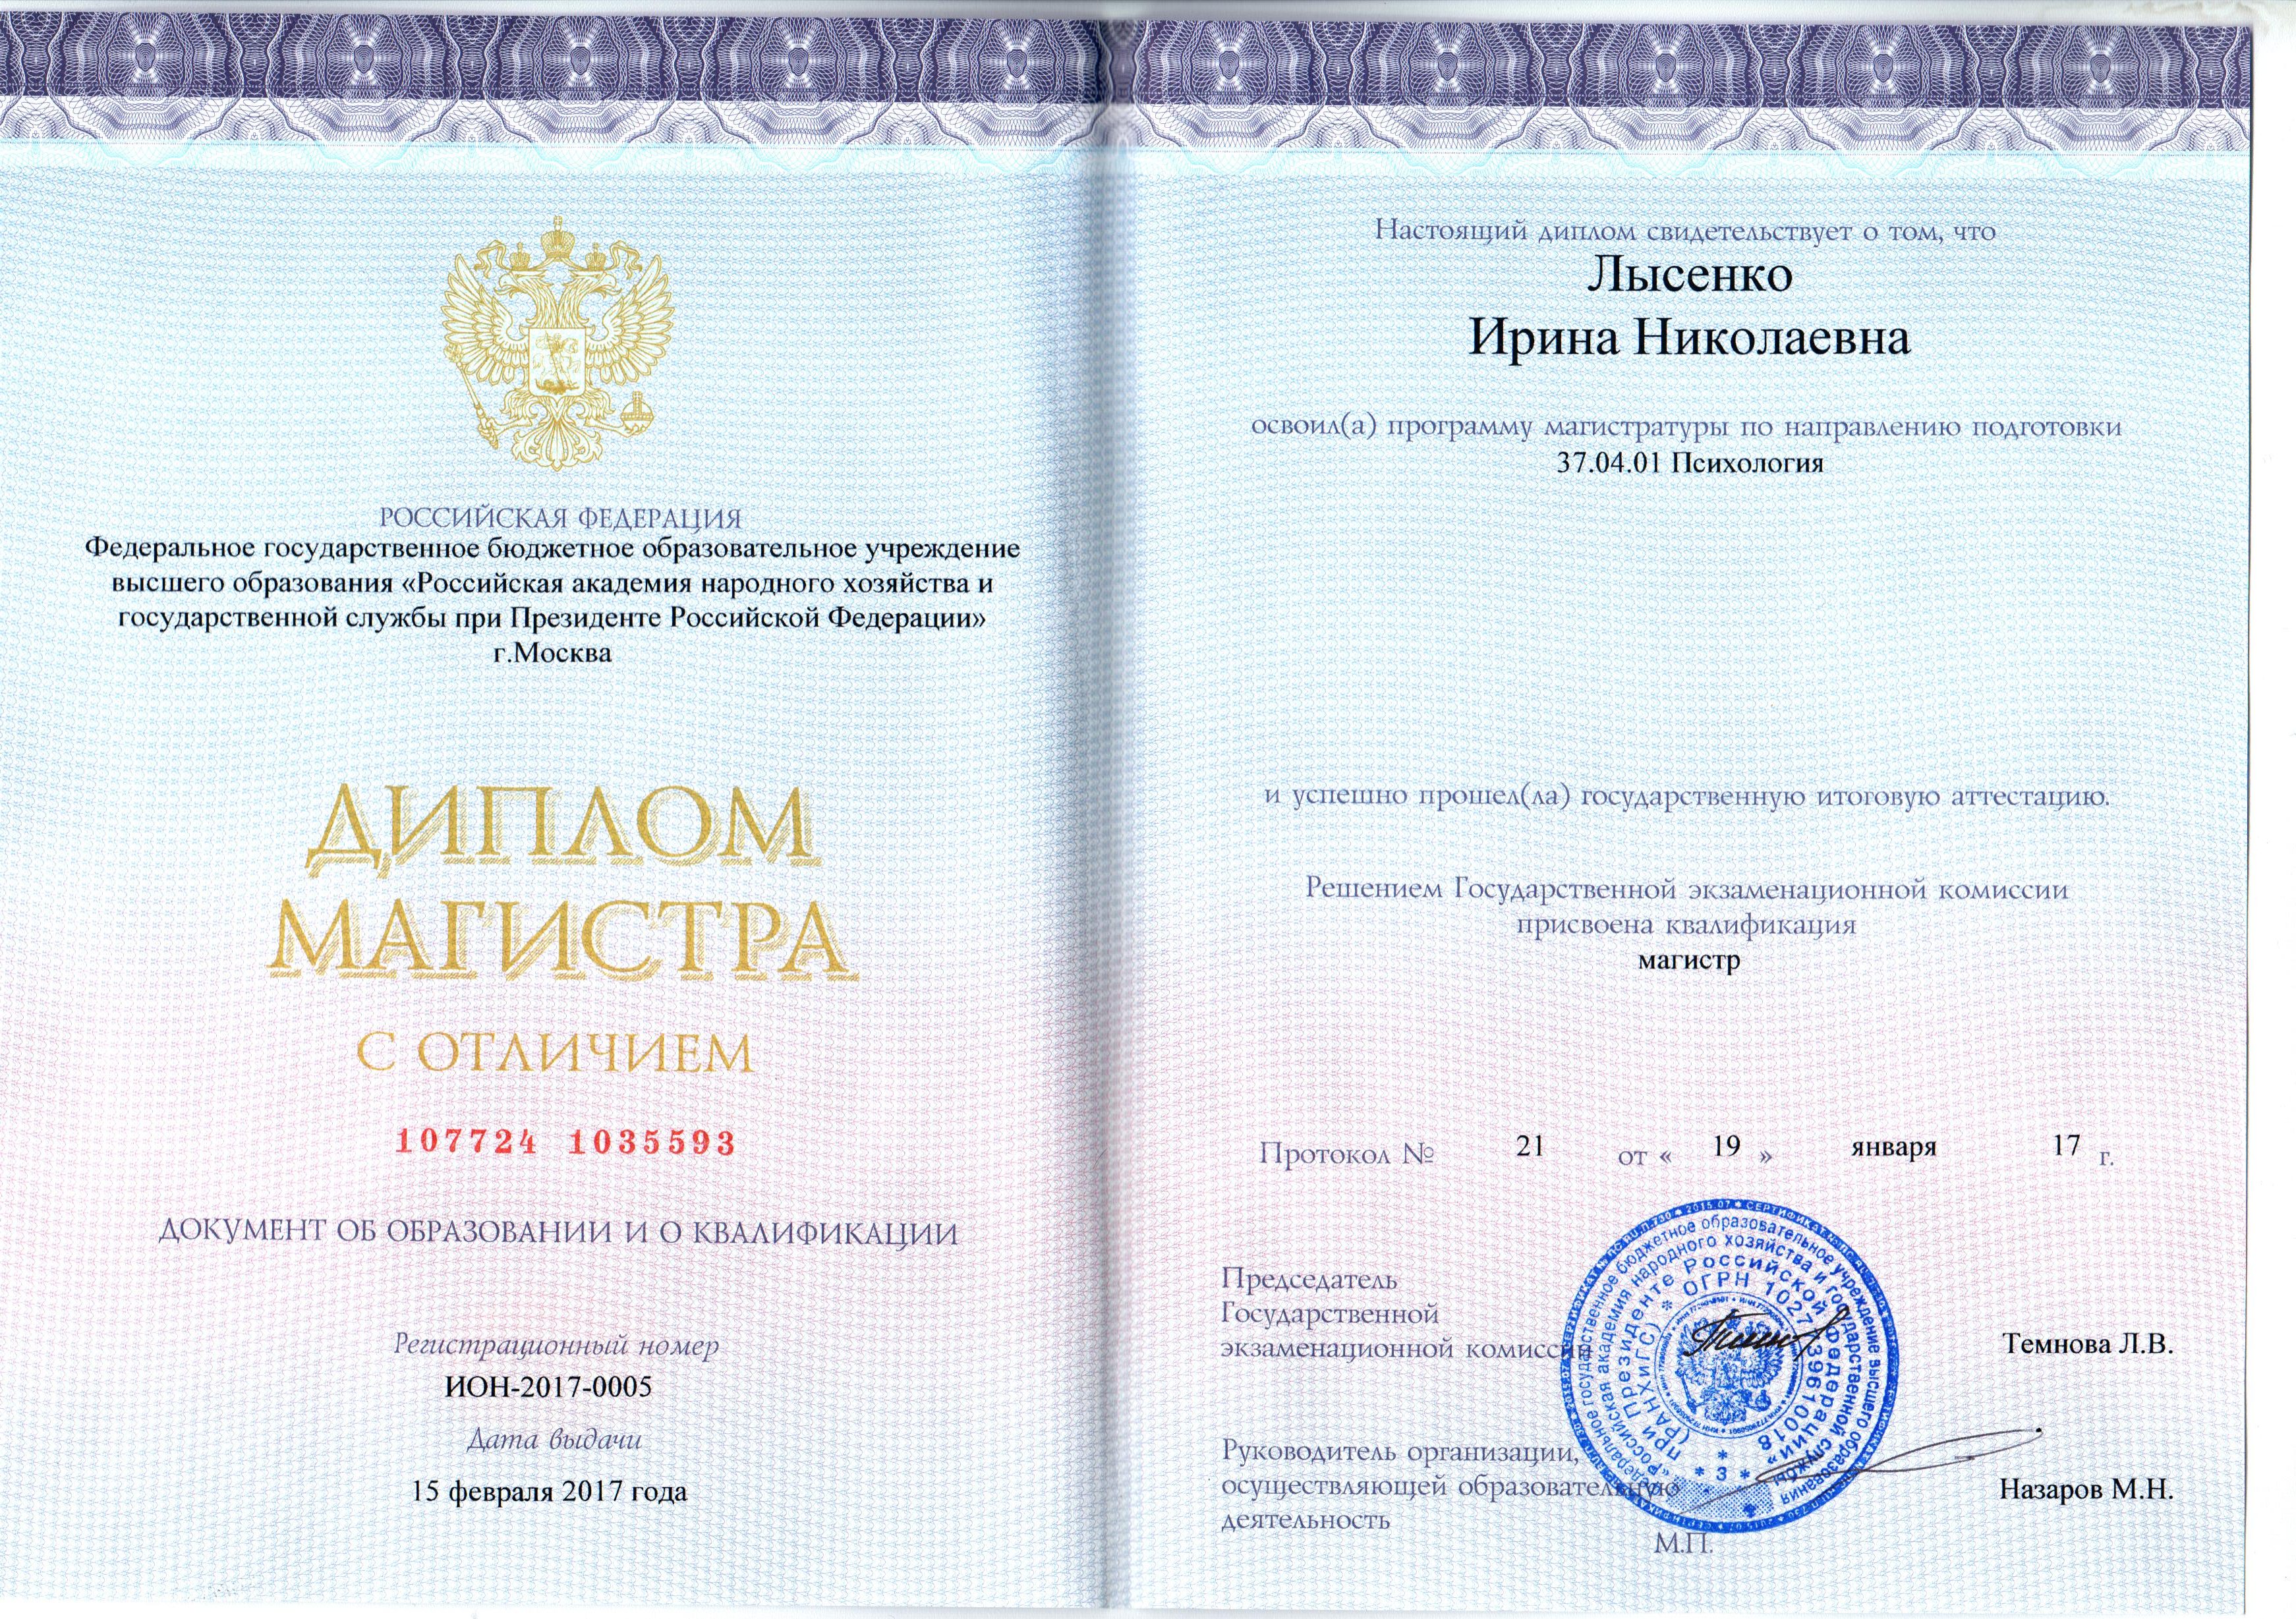 РОССИЙСКАЯ ФЕДЕРАЦИЯ
Федеральное государственное бюджетное образовательное учреждение
высшего образования «Российская академия народного хозяйства и
государственной службы при Президенте Российской Федерации»
г.Москва
ДИПЛОМ
МАГИСТРА
С ОТЛИЧИЕМ
107724 1035593
ДОКУМЕНТ ОБ ОБРАЗОВАНИИ И О КВАЛИФИКАЦИИ
Регистрационный номер
ИОН-2017-0005
Дата выдачи
15 февраля 2017 года
Настоящий диплом свидетельствует о том, что
Лысенко
Ирина Николаевна
освоил(а) программу магистратуры по направлению подготовки
37.04.01 Психология
и успешно прошел(ла) государственную итоговую аттестацию.
Решением Государственной экзаменационной комиссии
присвоена квалификация
магистр
Протокол № 21 от « 19 » января 17 г.
Председатель
Государственной
экзаменационной комиссии
Темнова Л.В.
Руководитель организации,
осуществляющей образовательную
деятельность
Назаров М.Н.
М.П.
Федеральное государственное бюджетное образовательное учреждение высшего образования
«Российская академия народного хозяйства и государственной службы
при Президенте Российской Федерации»
(РАНХиГС) * ОГРН 1027739610018
* 3 *